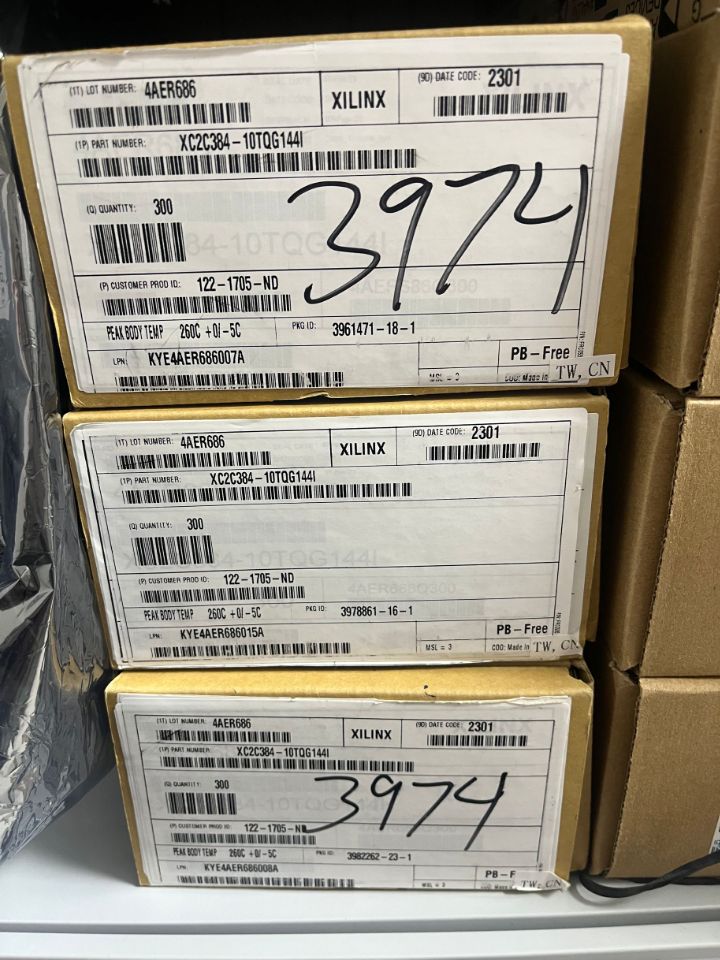 (1T) LOT NUMBER: 4AER686
XILINX
(9D) DATE CODE: 2301
(1P) PART NUMBER: XC2C384-10TQG144I
(Q) QUANTITY: 300
3974
(P) CUSTOMER PROD ID: 122-1705-ND
PEAK BODY TEMP 260C +0/-5C PKG ID: 3961471-18-1
LPN: KYE4AER686007A
PB-Free
MSL = 3 COO: Made in TW, CN
(1T) LOT NUMBER: 4AER686
XILINX
(9D) DATE CODE: 2301
(1P) PART NUMBER: XC2C384-10TQG144I
(Q) QUANTITY: 300
(P) CUSTOMER PROD ID: 122-1705-ND
PEAK BODY TEMP 260C +0/-5C PKG ID: 3978861-16-1
LPN: KYE4AER686015A
PB-Free
MSL = 3 COO: Made in TW, CN
(1T) LOT NUMBER: 4AER686
XILINX
(9D) DATE CODE: 2301
(1P) PART NUMBER: XC2C384-10TQG144I
(Q) QUANTITY: 300
3974
(P) CUSTOMER PROD ID: 122-1705-N
PEAK BODY TEMP 260C +0/-5C PKG ID: 3982262-23-1
LPN: KYE4AER686008A
PB-F
MSL = 3 COO: Made TW, CN